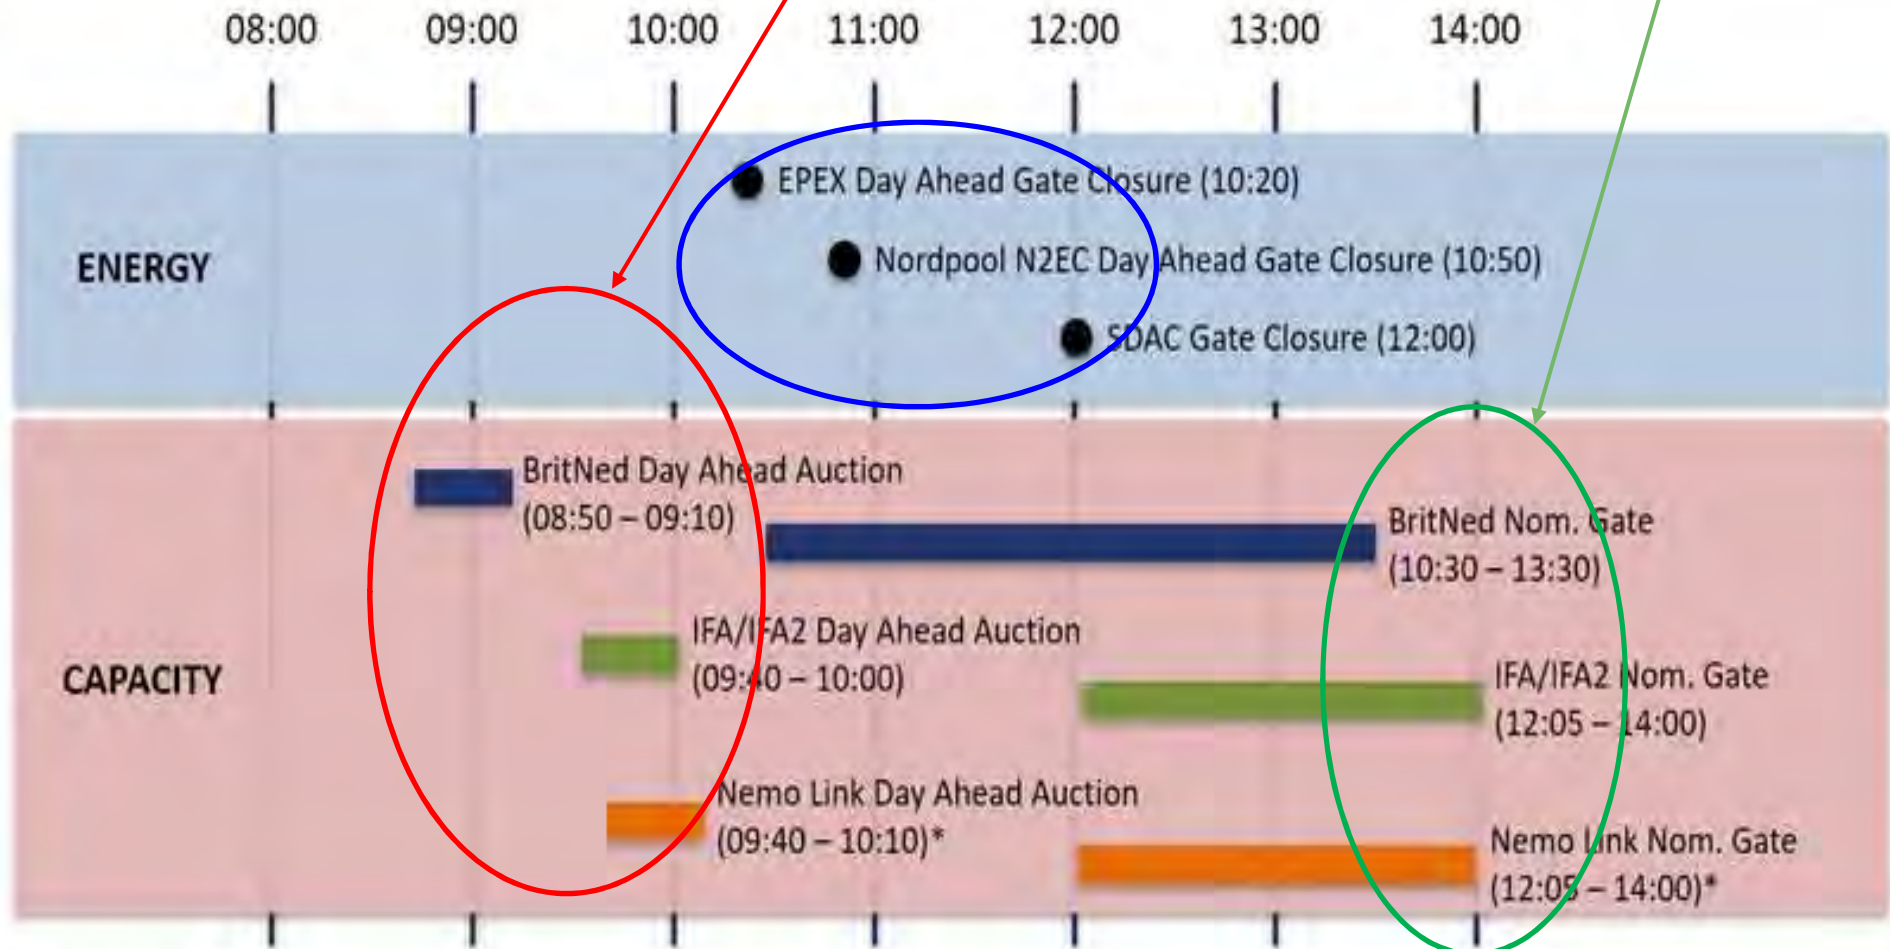 08:00 09:00 10:00 11:00 12:00 13:00 14:00
ENERGY
EPEX Day Ahead Gate Closure (10:20)
Nordpool N2EC Day Ahead Gate Closure (10:50)
SDAC Gate Closure (12:00)
CAPACITY
BritNed Day Ahead Auction
(08:50 – 09:10)
BritNed Nom. Gate
(10:30 – 13:30)
IFA/IFA2 Day Ahead Auction
(09:40 – 10:00)
IFA/IFA2 Nom. Gate
(12:05 – 14:00)
Nemo Link Day Ahead Auction
(09:40 – 10:10)*
Nemo Link Nom. Gate
(12:05 – 14:00)*